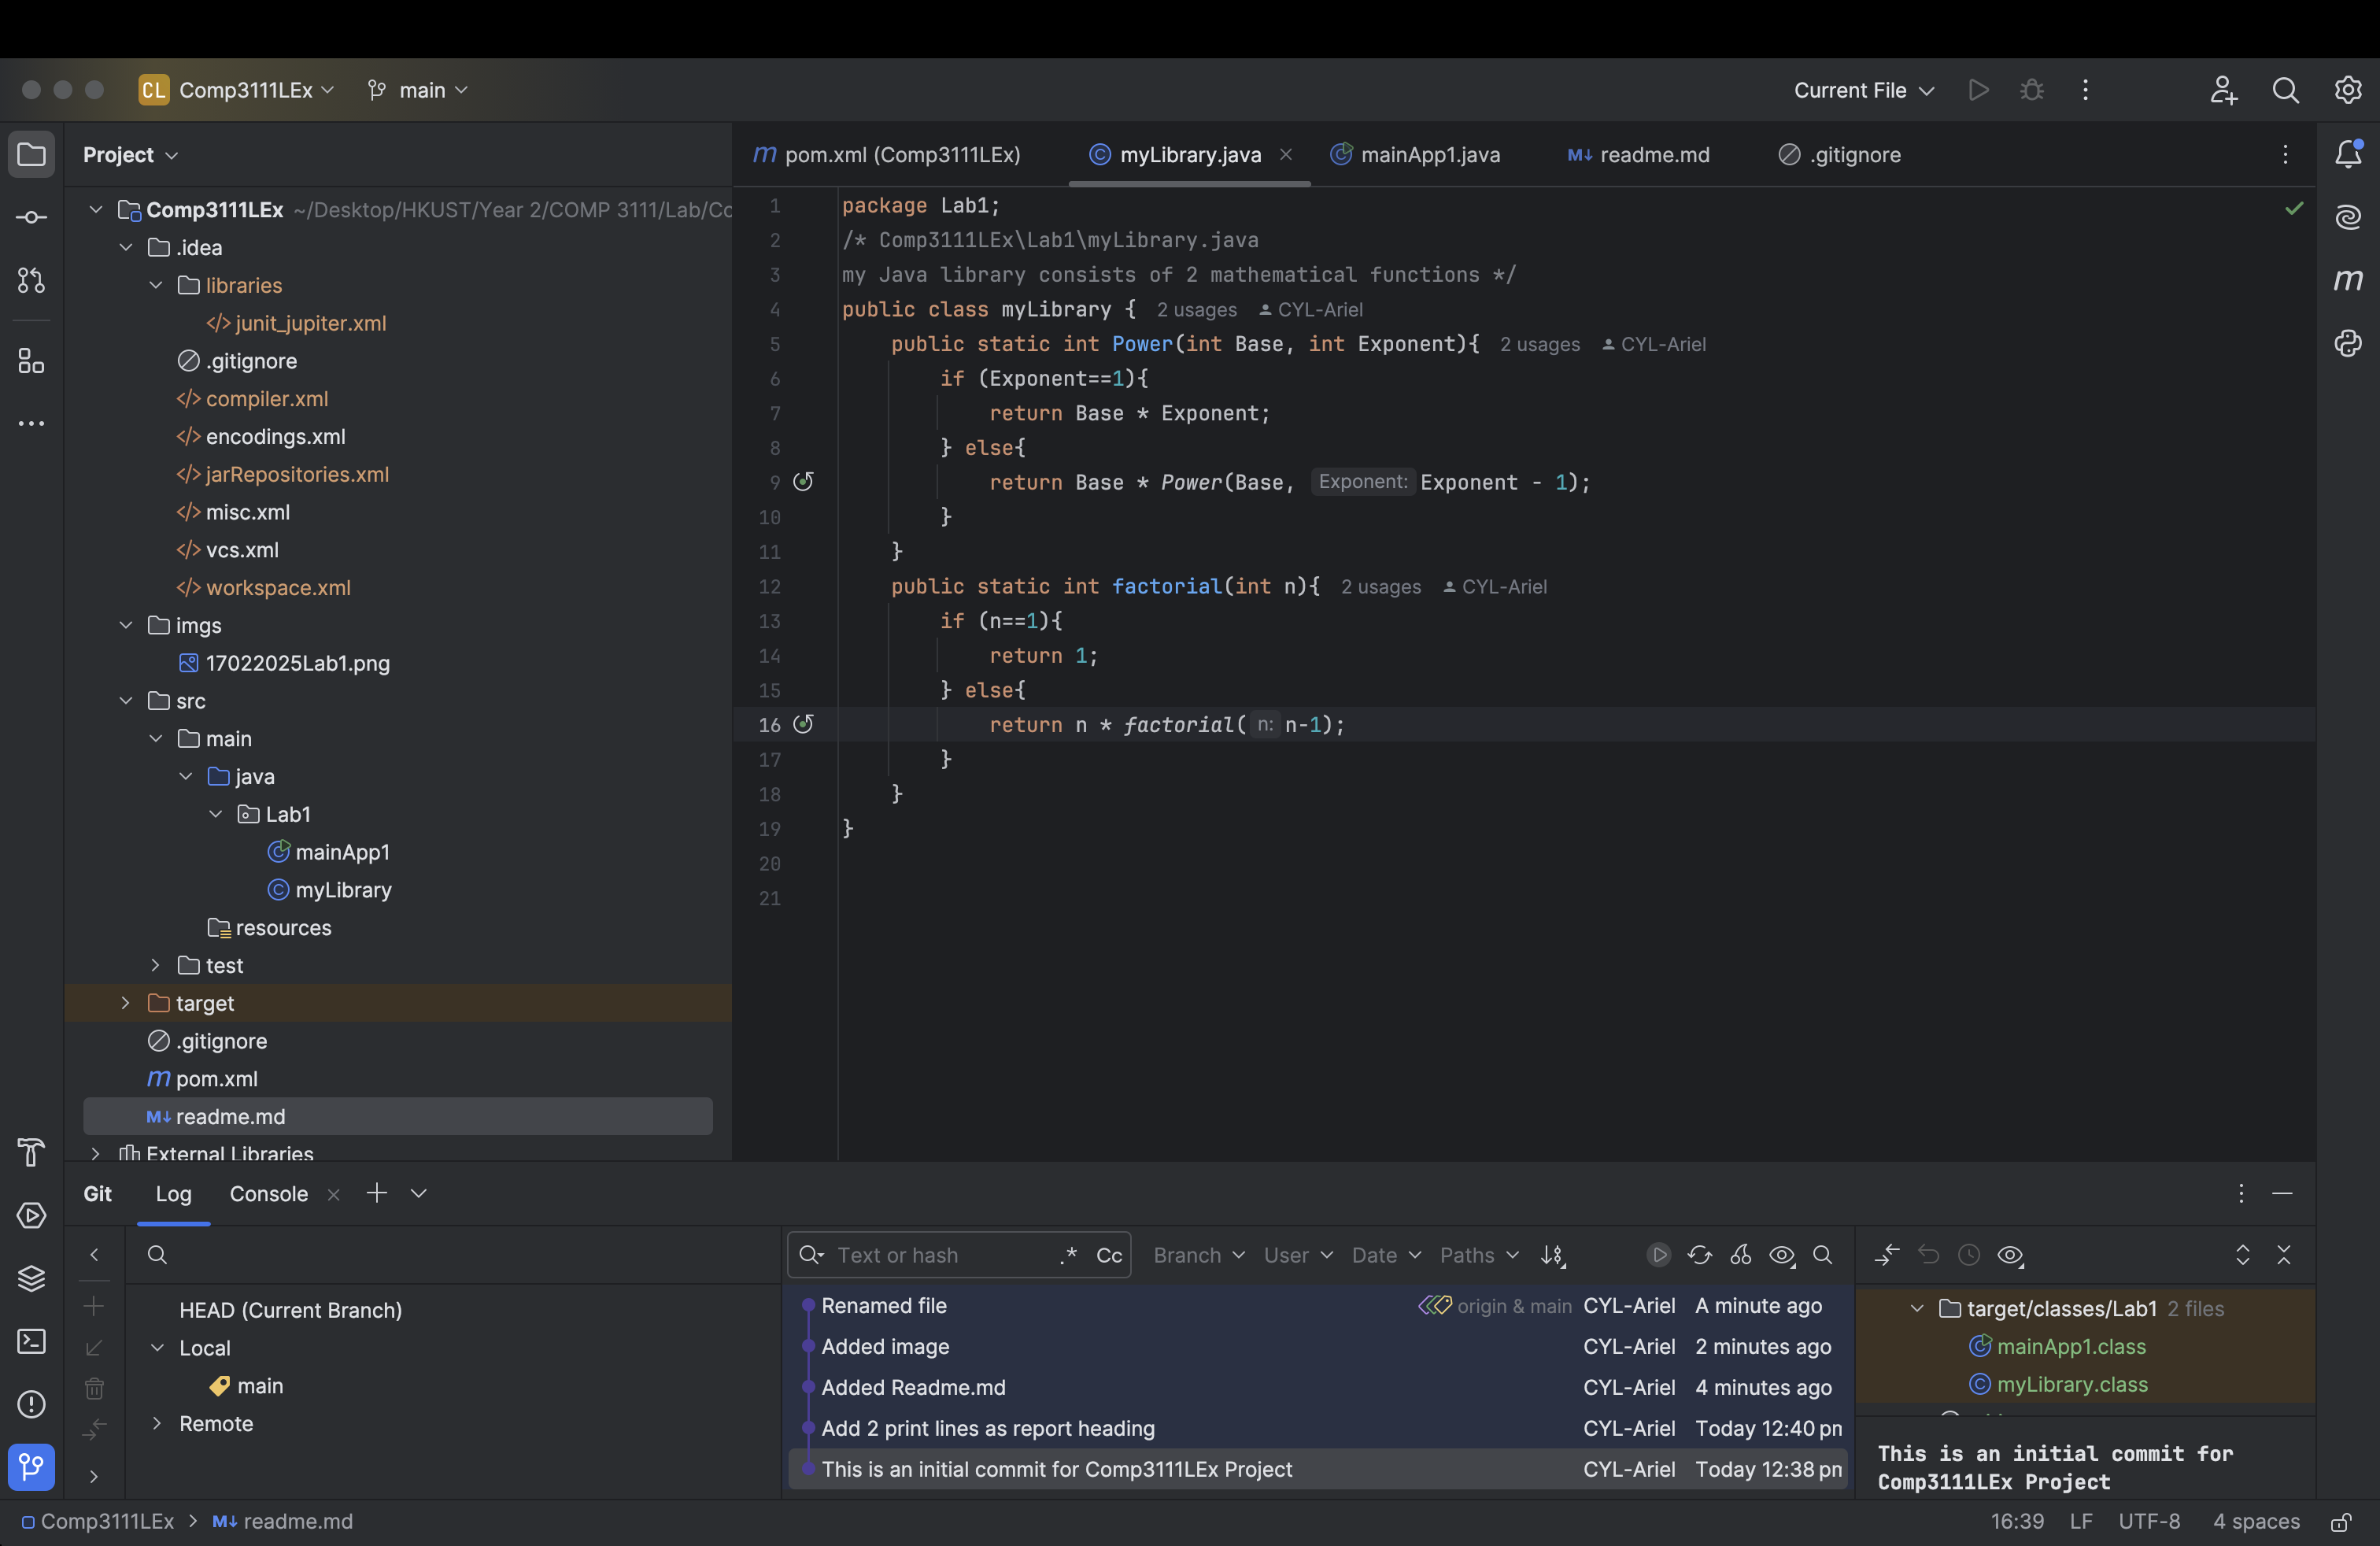 CL Comp3111LEx main Current File
Project
pom.xml (Comp3111LEx) myLibrary.java mainApp1.java readme.md .gitignore
Comp3111LEx ~/Desktop/HKUST/Year 2/COMP 3111/Lab/Cc
.idea
libraries
junit_jupiter.xml
.gitignore
compiler.xml
encodings.xml
jarRepositories.xml
misc.xml
vcs.xml
workspace.xml
imgs
17022025Lab1.png
src
main
java
Lab1
mainApp1
myLibrary
resources
test
target
.gitignore
pom.xml
readme.md
External Libraries
1 package Lab1;
2 /* Comp3111LEx\Lab1\myLibrary.java
3 my Java library consists of 2 mathematical functions */
4 public class myLibrary { 2 usages CYL-Ariel
5 public static int Power(int Base, int Exponent){ 2 usages CYL-Ariel
6 if (Exponent==1){
7 return Base * Exponent;
8 } else{
9 return Base * Power(Base, Exponent: Exponent - 1);
10 }
11 }
12 public static int factorial(int n){ 2 usages CYL-Ariel
13 if (n==1){
14 return 1;
15 } else{
16 return n * factorial( n: n-1);
17 }
18 }
19 }
20
21
Git Log Console
Text or hash .* Cc Branch User Date Paths
HEAD (Current Branch)
Local
main
Remote
Renamed file origin & main CYL-Ariel A minute ago
Added image CYL-Ariel 2 minutes ago
Added Readme.md CYL-Ariel 4 minutes ago
Add 2 print lines as report heading CYL-Ariel Today 12:40 pm
This is an initial commit for Comp3111LEx Project CYL-Ariel Today 12:38 pm
target/classes/Lab1 2 files
mainApp1.class
myLibrary.class
This is an initial commit for
Comp3111LEx Project
Comp3111LEx > readme.md 16:39 LF UTF-8 4 spaces